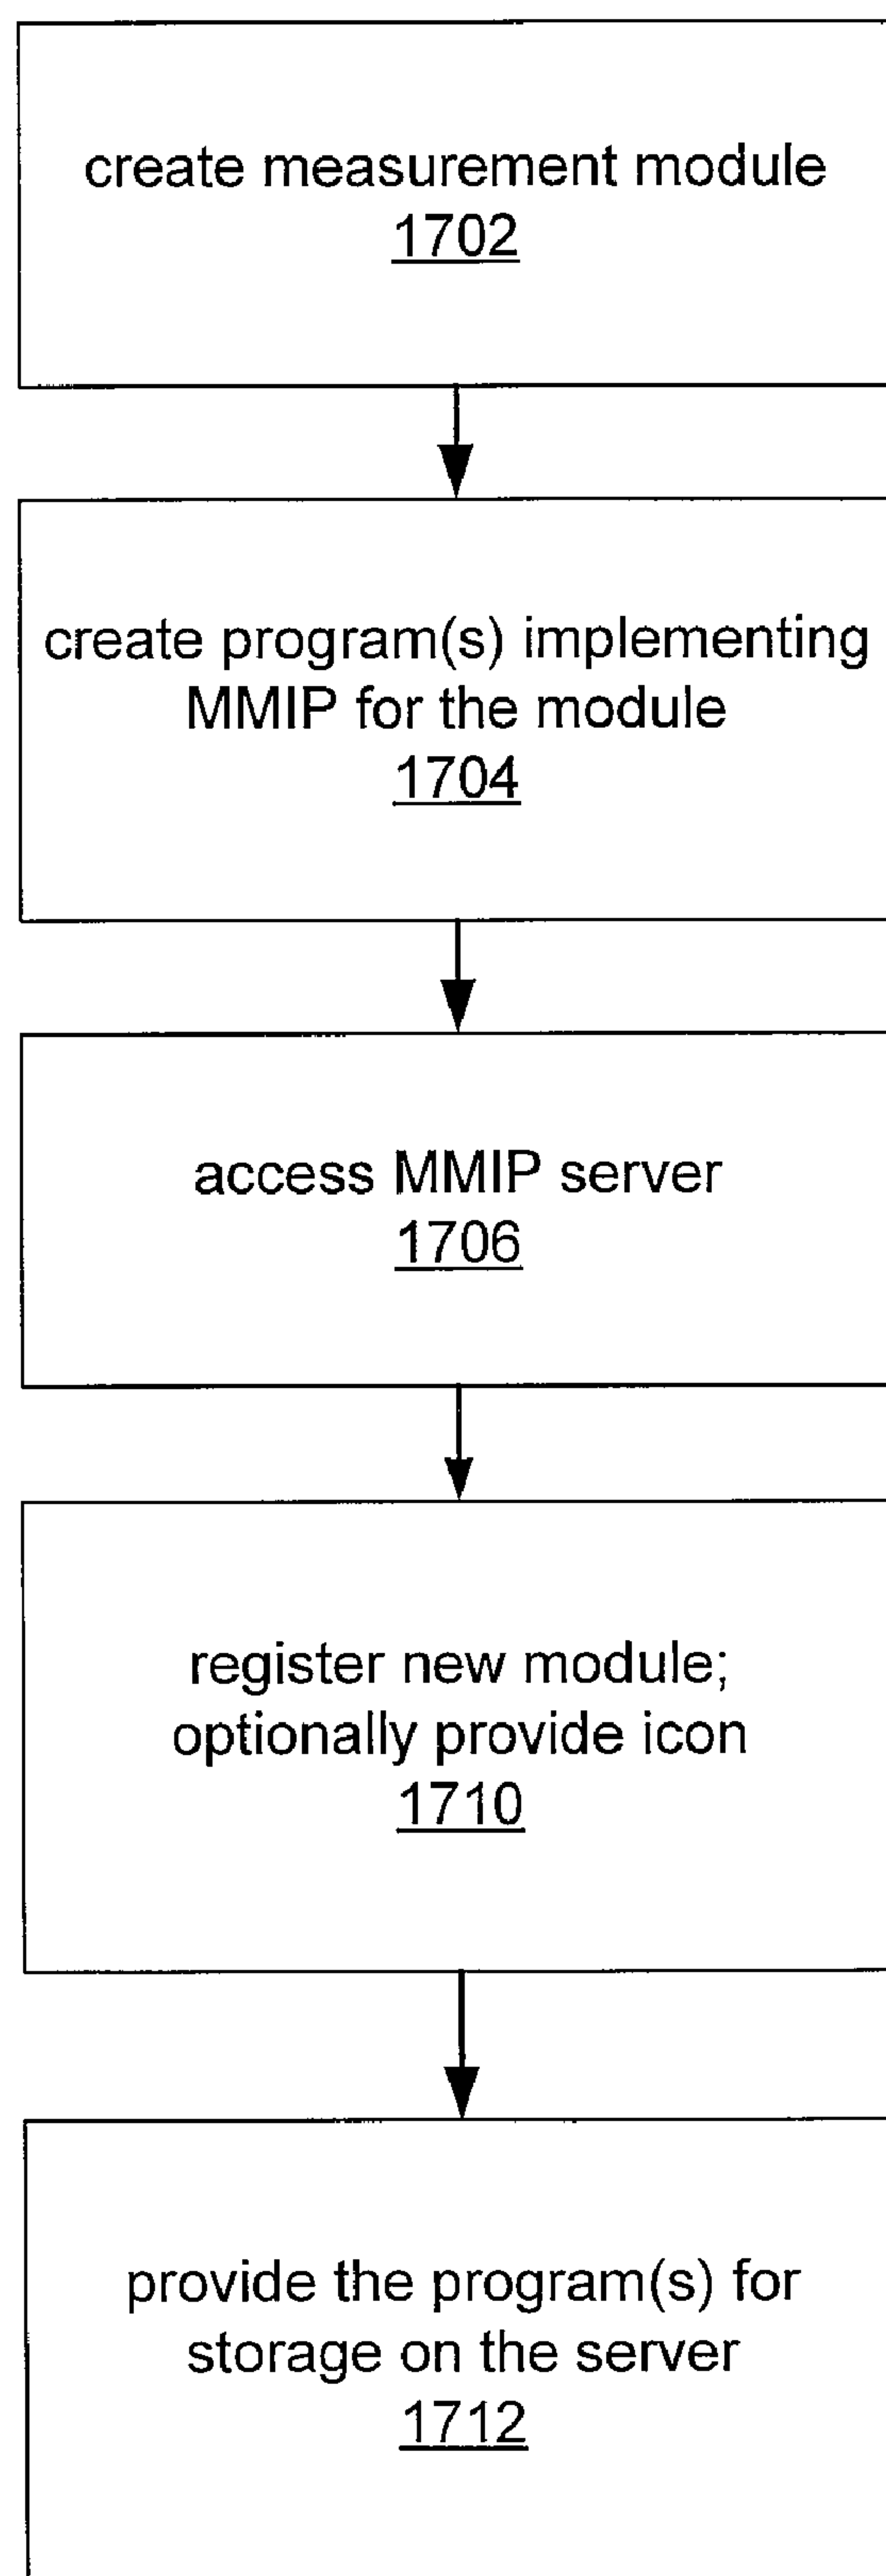 create measurement module
1702
create program(s) implementing
MMIP for the module
1704
access MMIP server
1706
register new module;
optionally provide icon
1710
provide the program(s) for
storage on the server
1712